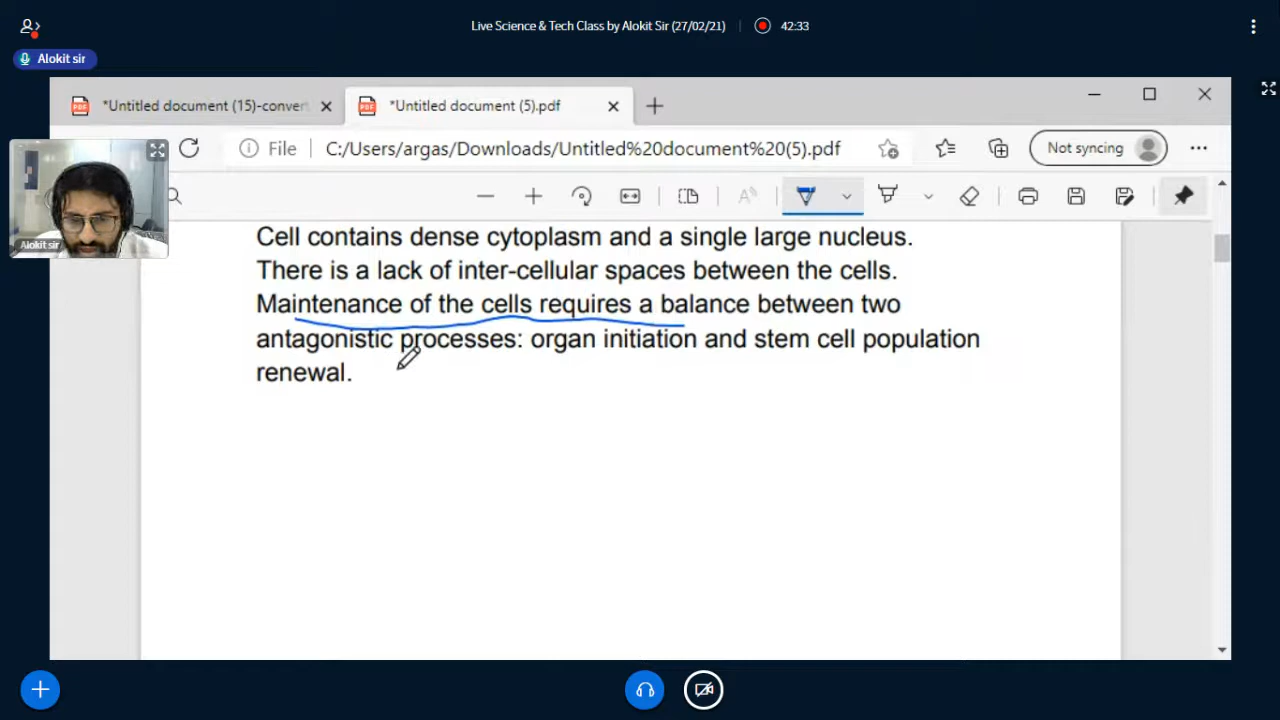 Live Science & Tech Class by Alokit Sir (27/02/21)
42:33
Alokit sir
*Untitled document (15)-convert
*Untitled document (5).pdf
File
C:/Users/argas/Downloads/Untitled%20document%20(5).pdf
Not syncing
Alokit sir
Cell contains dense cytoplasm and a single large nucleus.
There is a lack of inter-cellular spaces between the cells.
Maintenance of the cells requires a balance between two
antagonistic processes: organ initiation and stem cell population
renewal.